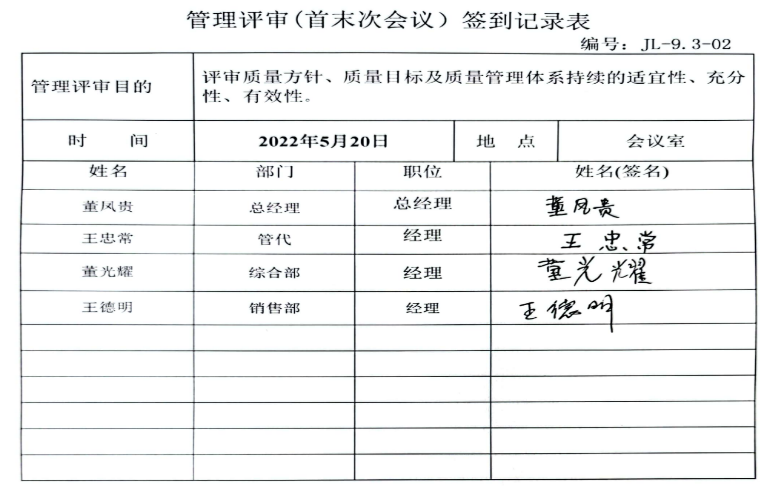 管理评审(首末次会议) 签到记录表
编号: JL-9.3-02
管理评审目的 评审质量方针、质量目标及质量管理体系持续的适宜性、充分
性、有效性。
时 间 2022年5月20日 地 点 会议室
姓名 部门 职位 姓名(签名)
董风贵 总经理 总经理 董风贵
王忠常 管代 经理 王忠常
董光耀 综合部 经理 董光耀
王德明 销售部 经理 王德明